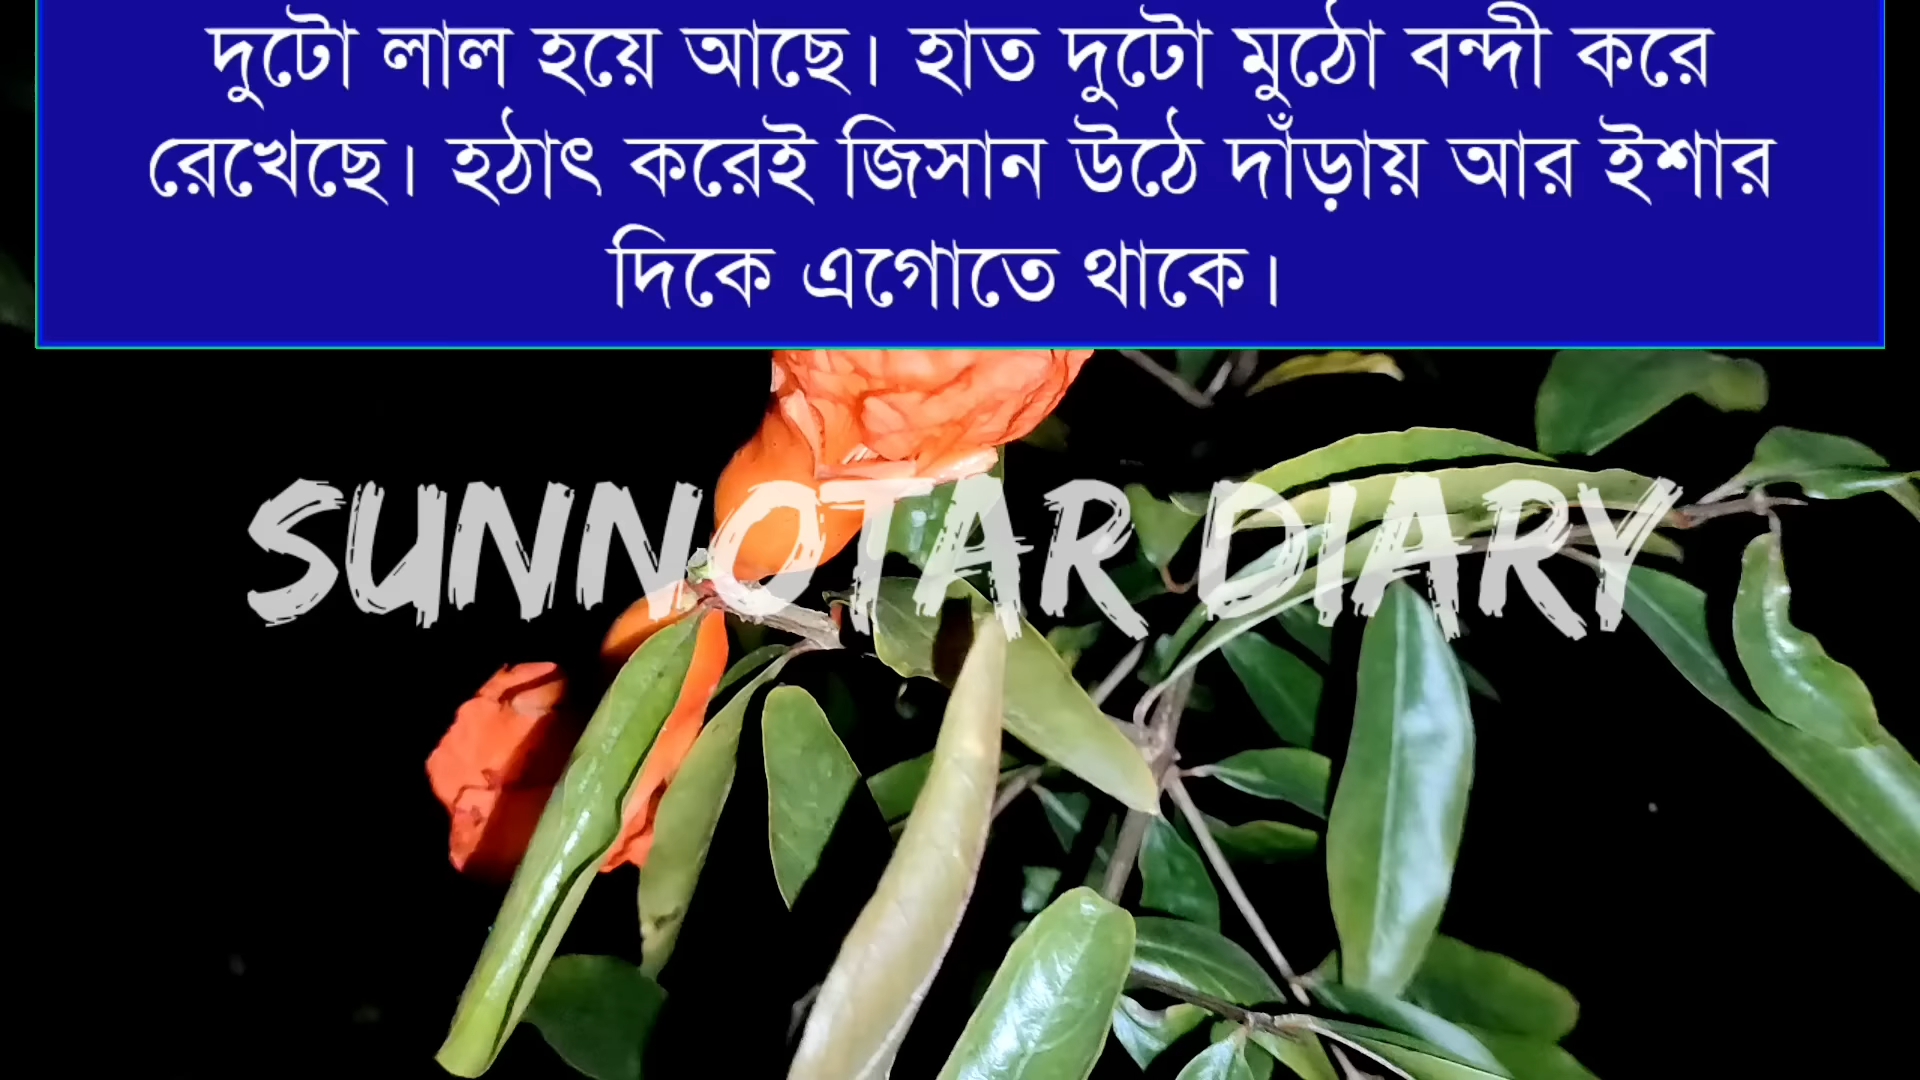 দুটো লাল হয়ে আছে। হাত দুটো মুঠো বন্দী করে
রেখেছে। হঠাৎ করেই জিসান উঠে দাঁড়ায় আর ইশার
দিকে এগোতে থাকে।
SUNNOTAR DIARY